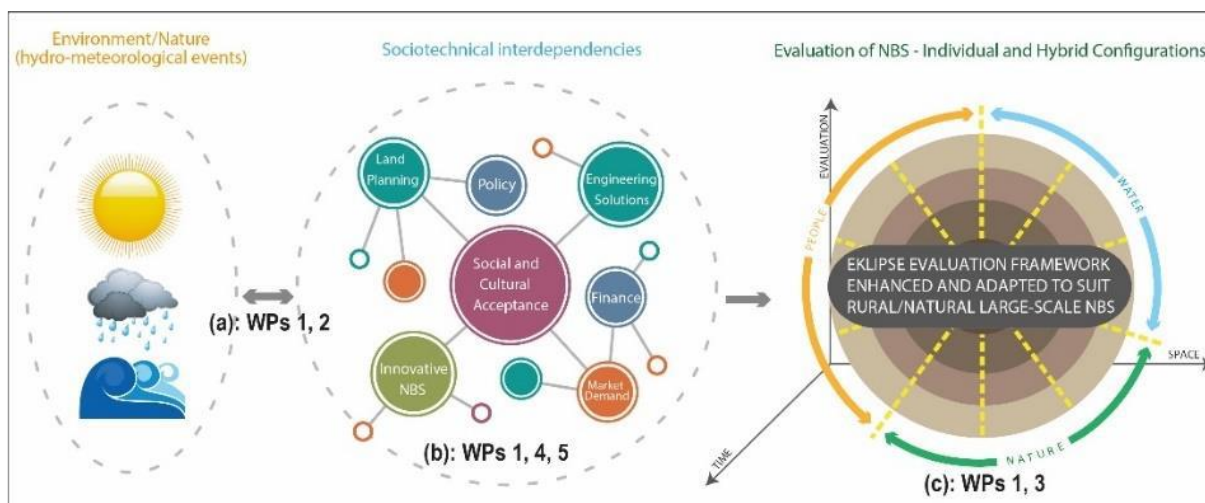 Environment/Nature
(hydro-meteorological events)
(a): WPs 1, 2
Sociotechnical interdependencies
Land
Planning
Policy
Engineering
Solutions
Social and
Cultural
Acceptance
Finance
Innovative
NBS
Market
Demand
(b): WPs 1, 4, 5
Evaluation of NBS - Individual and Hybrid Configurations
EVALUATION
PEOPLE
WATER
EKLIPSE EVALUATION FRAMEWORK
ENHANCED AND ADAPTED TO SUIT
RURAL/NATURAL LARGE-SCALE NBS
SPACE
TIME
NATURE
(c): WPs 1, 3